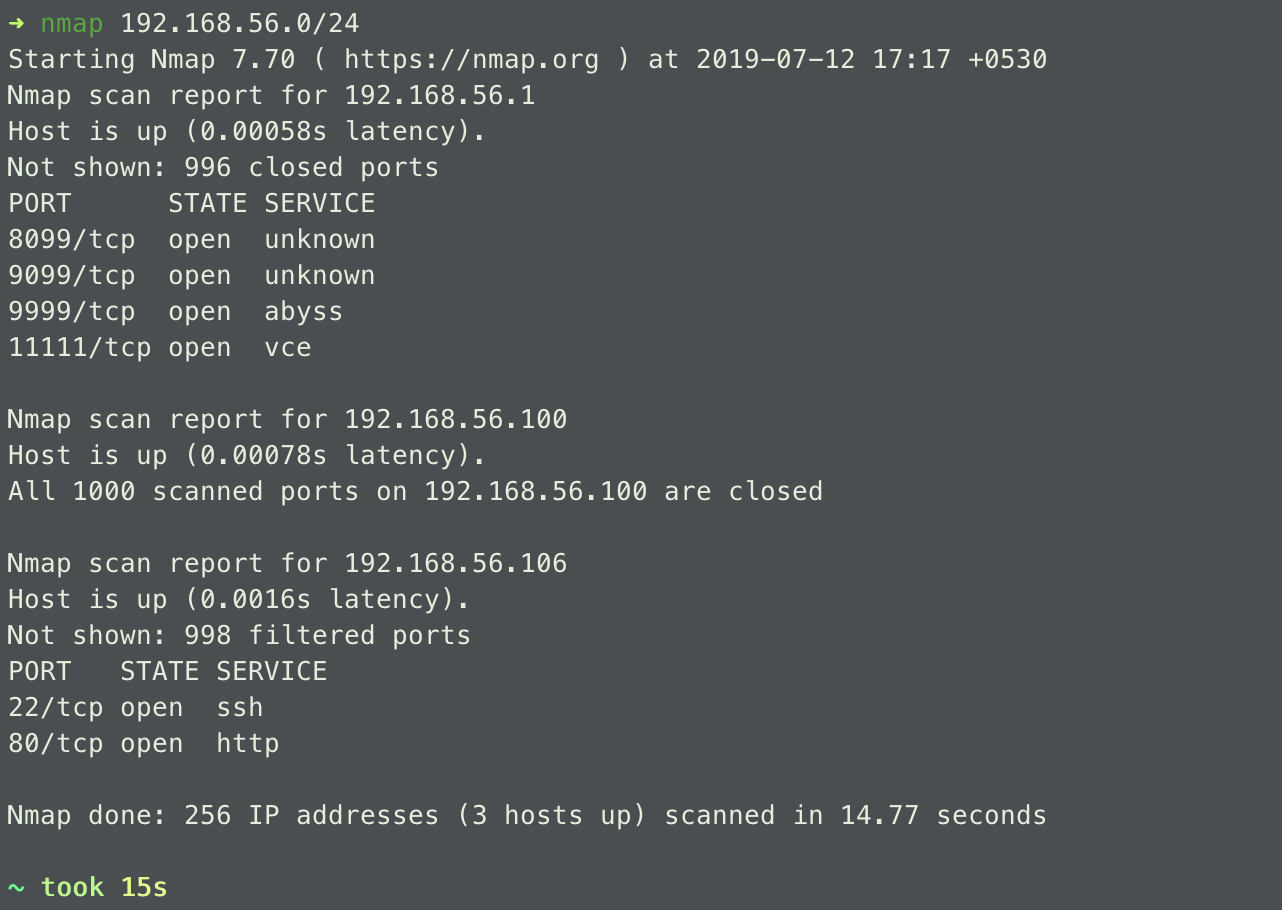 ➜ nmap 192.168.56.0/24
Starting Nmap 7.70 ( https://nmap.org ) at 2019-07-12 17:17 +0530
Nmap scan report for 192.168.56.1
Host is up (0.00058s latency).
Not shown: 996 closed ports
PORT      STATE SERVICE
8099/tcp  open  unknown
9099/tcp  open  unknown
9999/tcp  open  abyss
11111/tcp open  vce
Nmap scan report for 192.168.56.100
Host is up (0.00078s latency).
All 1000 scanned ports on 192.168.56.100 are closed
Nmap scan report for 192.168.56.106
Host is up (0.0016s latency).
Not shown: 998 filtered ports
PORT   STATE SERVICE
22/tcp open  ssh
80/tcp open  http
Nmap done: 256 IP addresses (3 hosts up) scanned in 14.77 seconds
~ took 15s